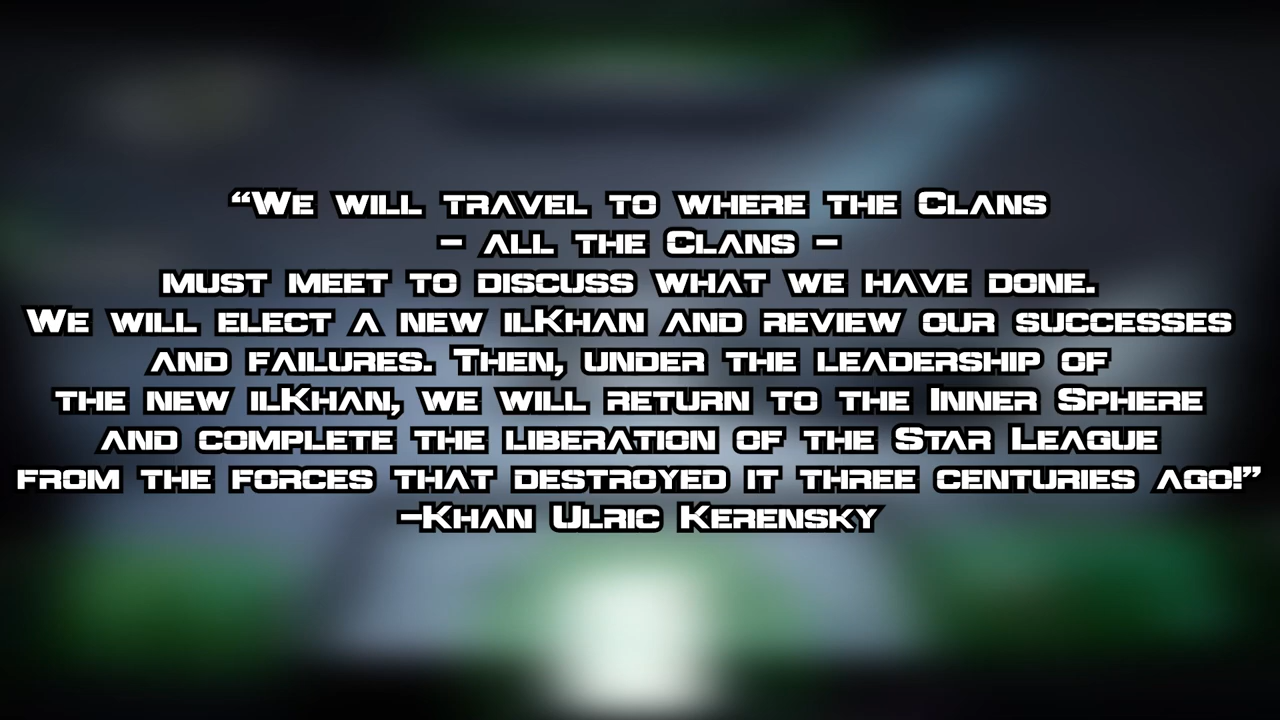 “We will travel to where the Clans
- all the Clans -
must meet to discuss what we have done.
We will elect a new ilKhan and review our successes
and failures. Then, under the leadership of
the new ilKhan, we will return to the Inner Sphere
and complete the liberation of the Star League
from the forces that destroyed it three centuries ago!”
-Khan Ulric Kerensky